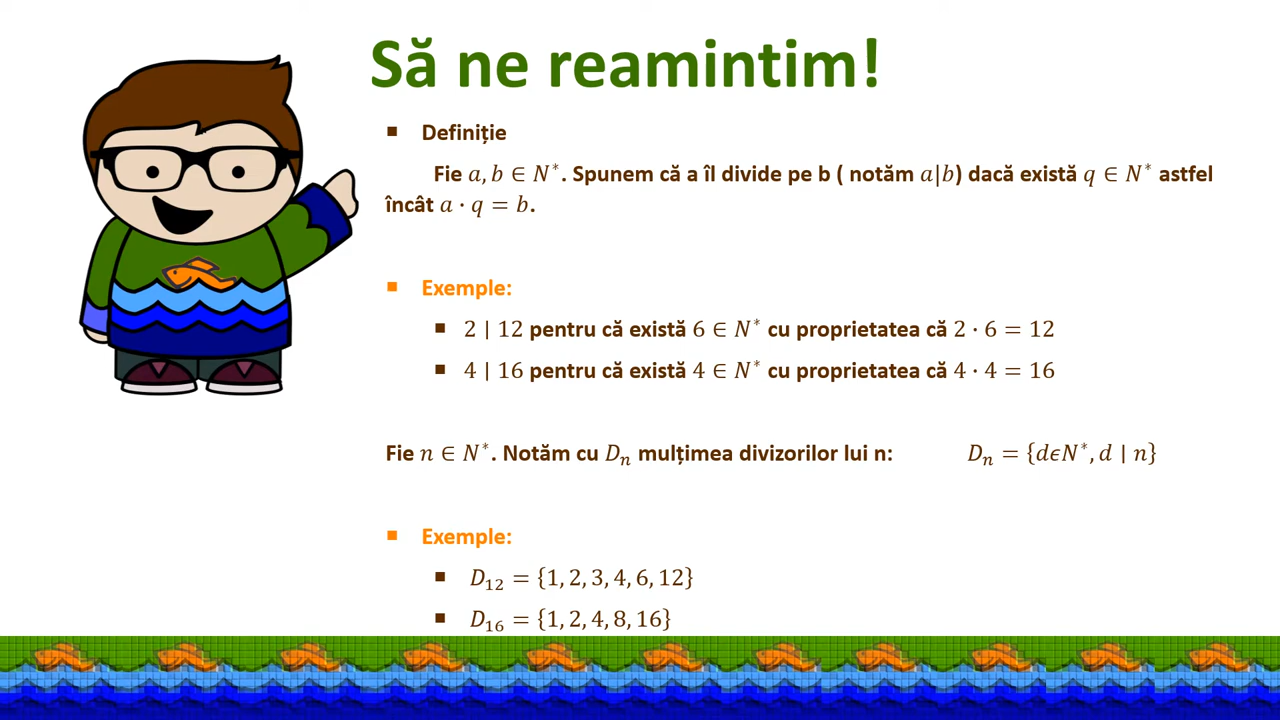 Să ne reamintim!
▪ Definiție
Fie a, b ∈ N*. Spunem că a îl divide pe b ( notăm a|b) dacă există q ∈ N* astfel
încât a · q = b.
▪ Exemple:
▪ 2 | 12 pentru că există 6 ∈ N* cu proprietatea că 2 · 6 = 12
▪ 4 | 16 pentru că există 4 ∈ N* cu proprietatea că 4 · 4 = 16
Fie n ∈ N*. Notăm cu Dₙ mulțimea divizorilor lui n: Dₙ = {dϵN*, d | n}
▪ Exemple:
▪ D₁₂ = {1, 2, 3, 4, 6, 12}
▪ D₁₆ = {1, 2, 4, 8, 16}